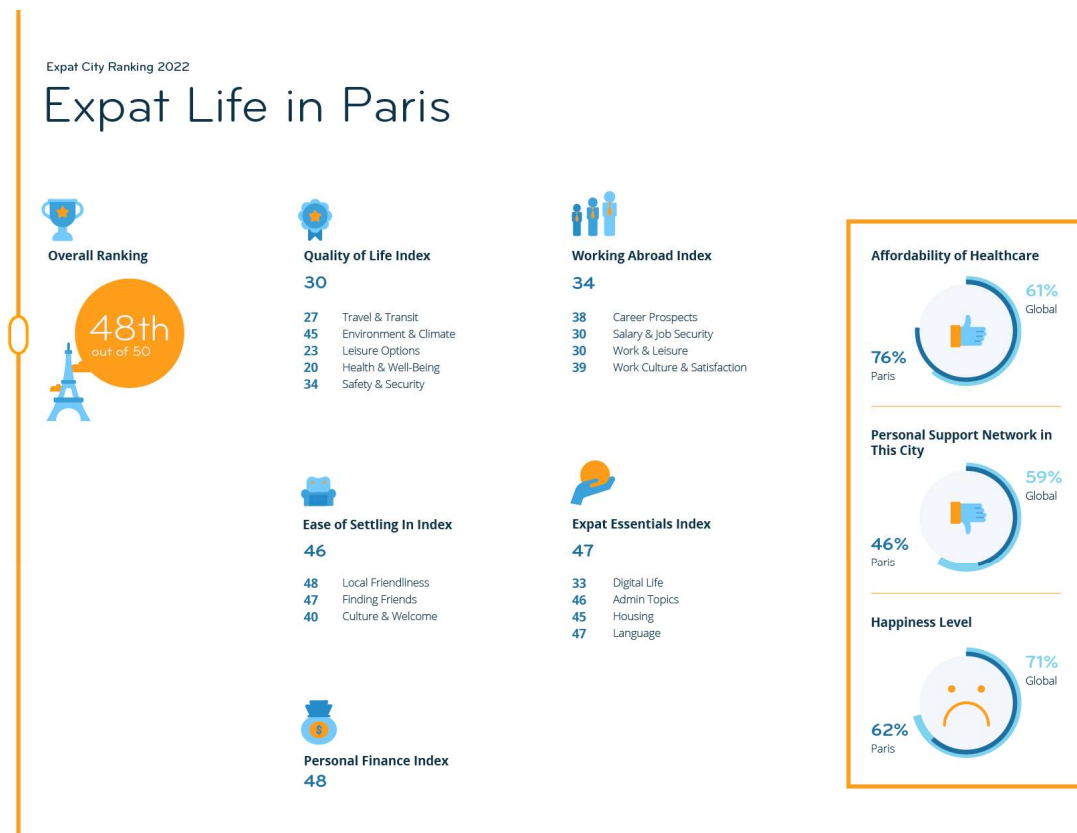 Expat City Ranking 2022
Expat Life in Paris
Overall Ranking
48th
out of 50
Quality of Life Index
30
27 Travel & Transit
45 Environment & Climate
23 Leisure Options
20 Health & Well-Being
34 Safety & Security
Working Abroad Index
34
38 Career Prospects
30 Salary & Job Security
30 Work & Leisure
39 Work Culture & Satisfaction
Ease of Settling In Index
46
48 Local Friendliness
47 Finding Friends
40 Culture & Welcome
Expat Essentials Index
47
33 Digital Life
46 Admin Topics
45 Housing
47 Language
$
Personal Finance Index
48
Affordability of Healthcare
61%
Global
76%
Paris
Personal Support Network in
This City
59%
Global
46%
Paris
Happiness Level
71%
Global
62%
Paris